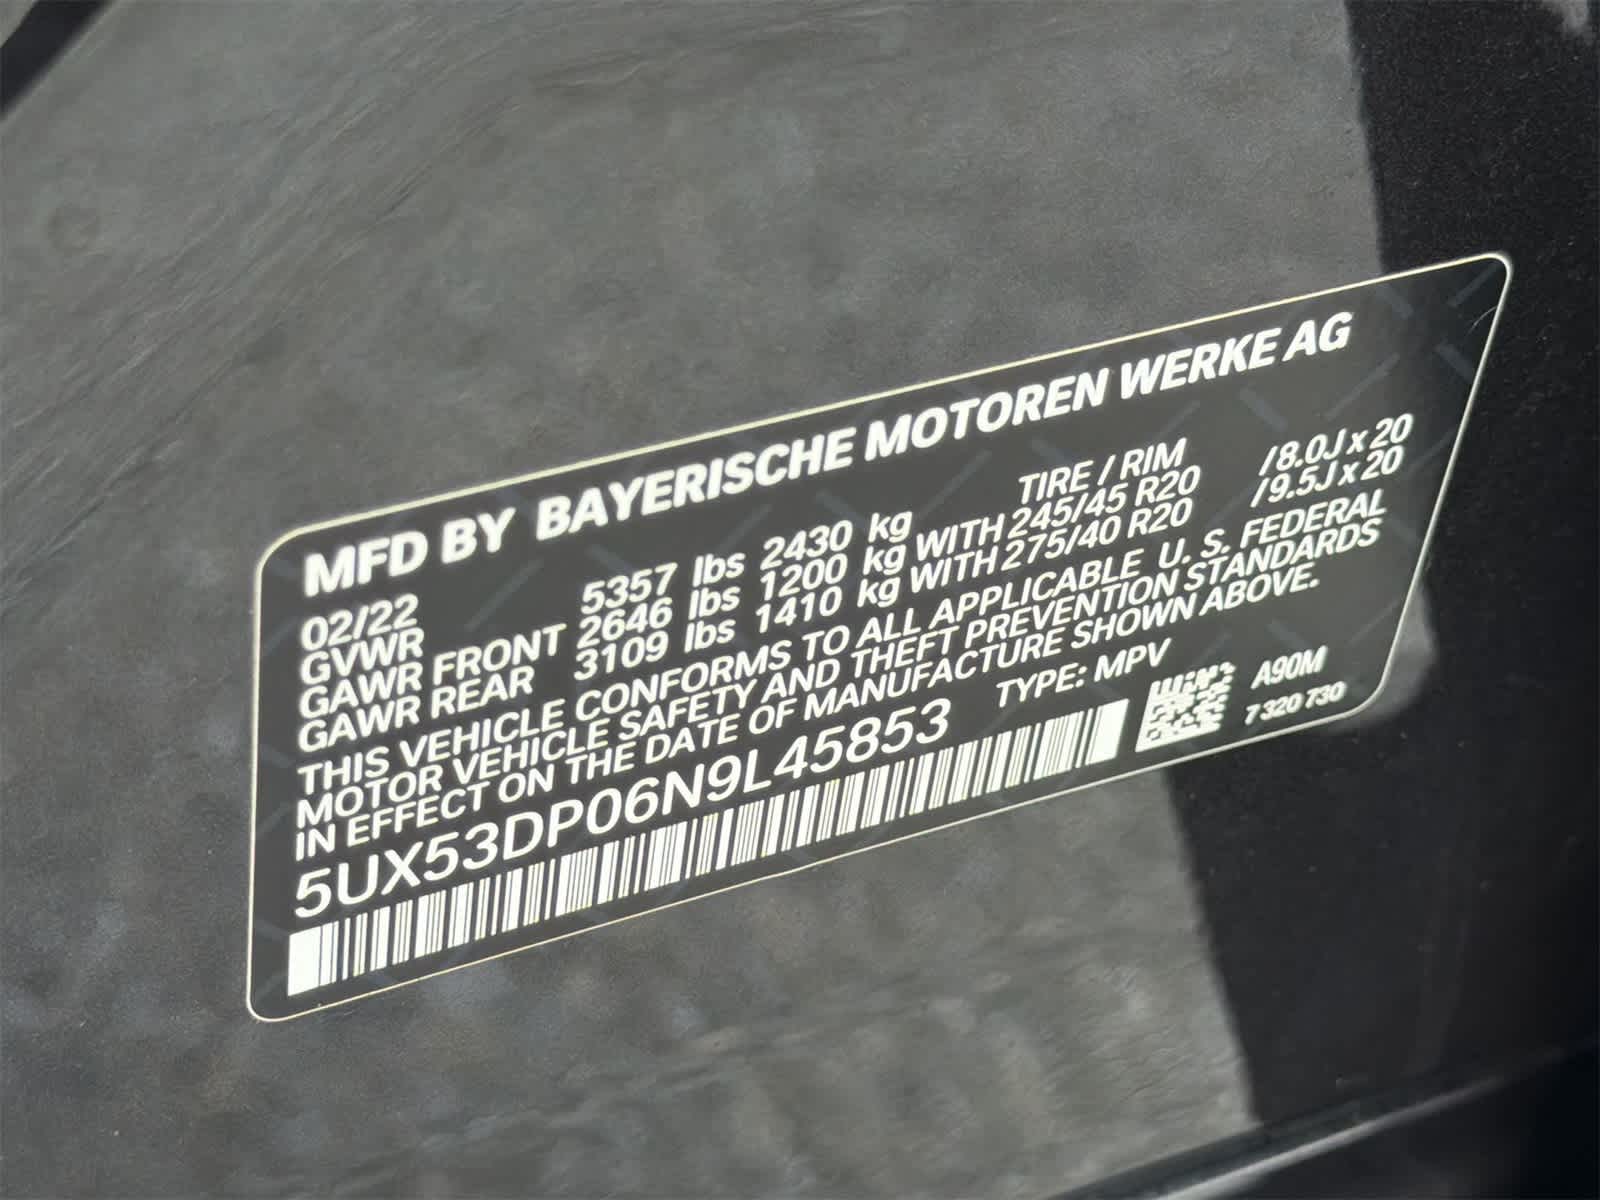 MFD BY BAYERISCHE MOTOREN WERKE AG
02/22 TIRE / RIM
GVWR 5357 lbs 2430 kg
GAWR FRONT 2646 lbs 1200 kg WITH 245/45 R20 /8.0J x 20
GAWR REAR 3109 lbs 1410 kg WITH 275/40 R20 /9.5J x 20
THIS VEHICLE CONFORMS TO ALL APPLICABLE U. S. FEDERAL
MOTOR VEHICLE SAFETY AND THEFT PREVENTION STANDARDS
IN EFFECT ON THE DATE OF MANUFACTURE SHOWN ABOVE.
5UX53DP06N9L45853 TYPE: MPV
A90M
7 320 730